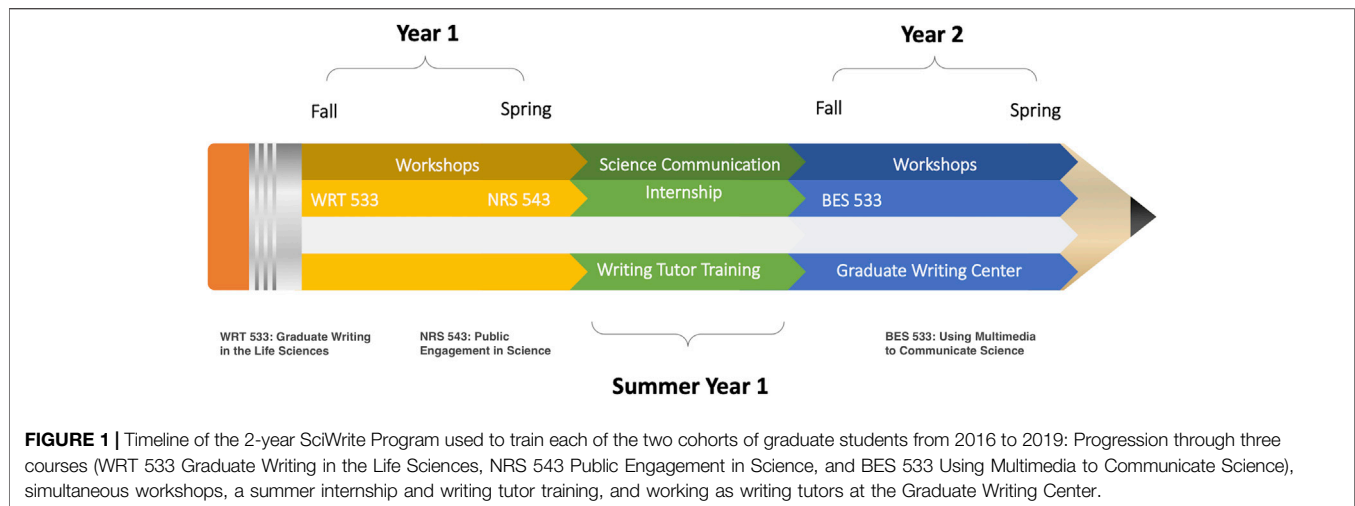 Year 1
Year 2
Fall
Spring
Fall
Spring
Workshops
Science Communication
Internship
Workshops
WRT 533
NRS 543
BES 533
Writing Tutor Training
Graduate Writing Center
WRT 533: Graduate Writing
in the Life Sciences
NRS 543: Public
Engagement in Science
BES 533: Using Multimedia
to Communicate Science
Summer Year 1
FIGURE 1 | Timeline of the 2-year SciWrite Program used to train each of the two cohorts of graduate students from 2016 to 2019: Progression through three
courses (WRT 533 Graduate Writing in the Life Sciences, NRS 543 Public Engagement in Science, and BES 533 Using Multimedia to Communicate Science),
simultaneous workshops, a summer internship and writing tutor training, and working as writing tutors at the Graduate Writing Center.